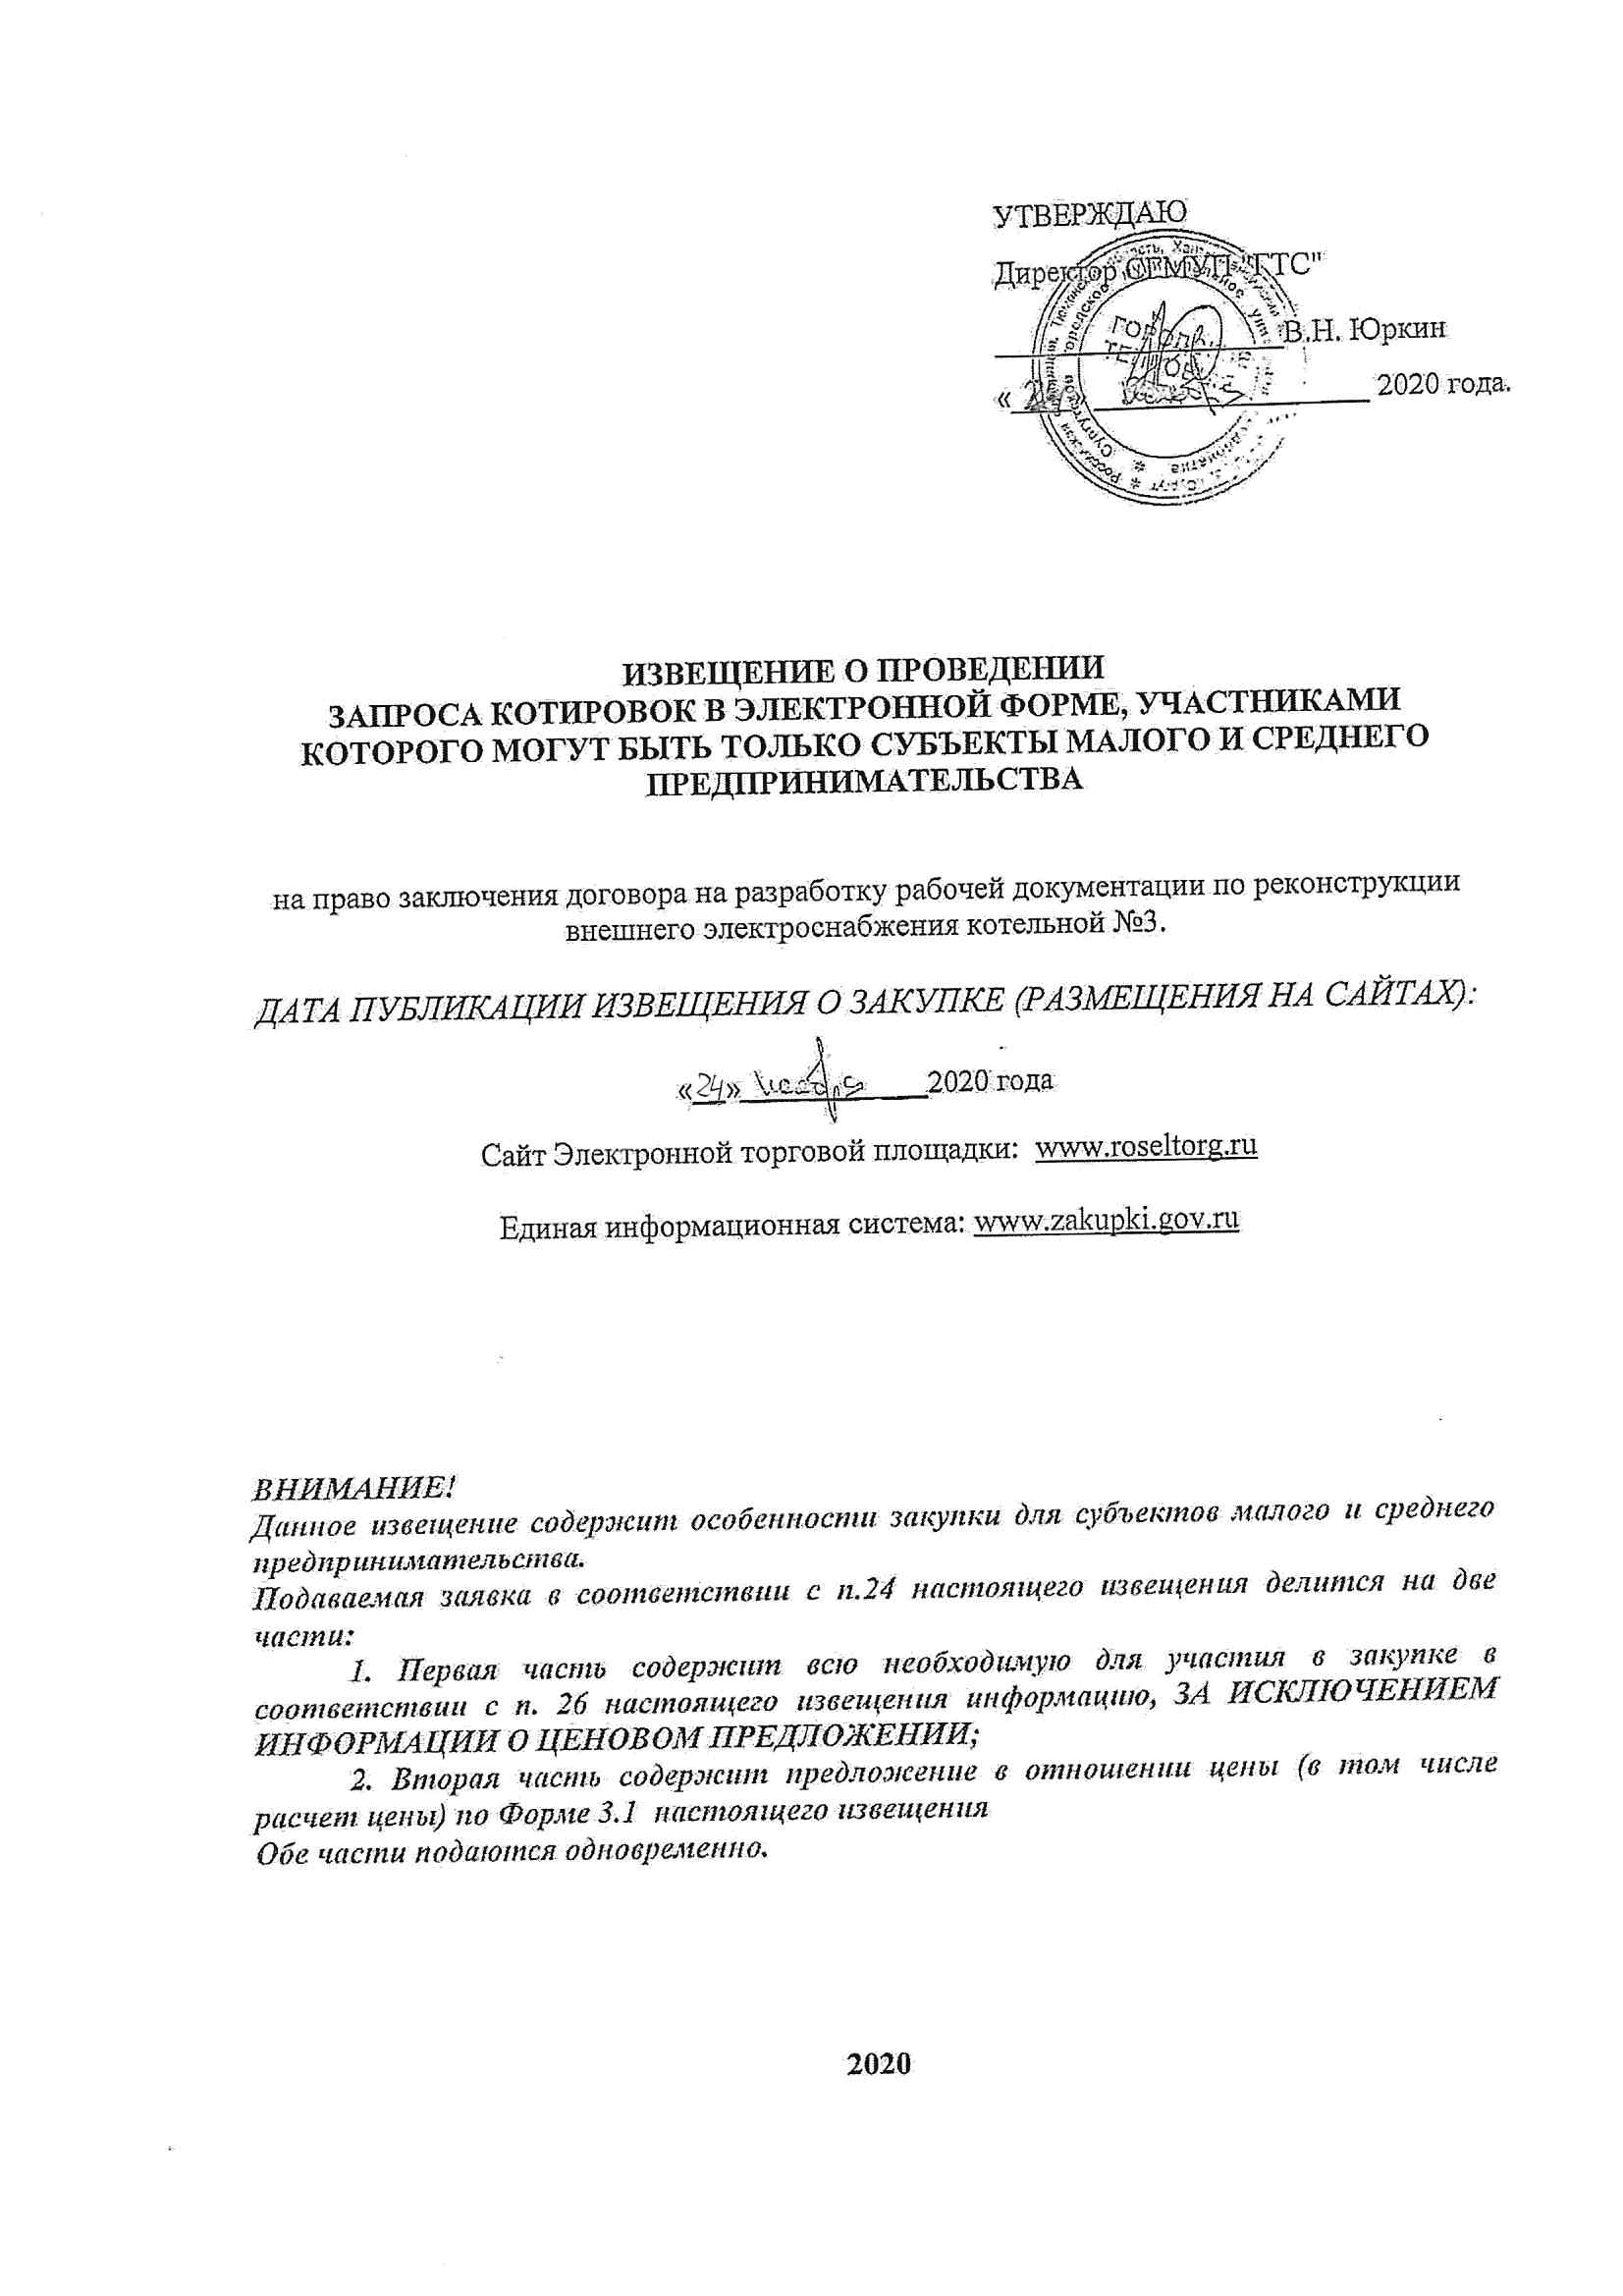 УТВЕРЖДАЮ
Директор СГМУП "ГТС"
В.Н. Юркин
«24» 2020 года.
ИЗВЕЩЕНИЕ О ПРОВЕДЕНИИ
ЗАПРОСА КОТИРОВОК В ЭЛЕКТРОННОЙ ФОРМЕ, УЧАСТНИКАМИ
КОТОРОГО МОГУТ БЫТЬ ТОЛЬКО СУБЪЕКТЫ МАЛОГО И СРЕДНЕГО
ПРЕДПРИНИМАТЕЛЬСТВА
на право заключения договора на разработку рабочей документации по реконструкции
внешнего электроснабжения котельной №3.
ДАТА ПУБЛИКАЦИИ ИЗВЕЩЕНИЯ О ЗАКУПКЕ (РАЗМЕЩЕНИЯ НА САЙТАХ):
«24» ноября 2020 года
Сайт Электронной торговой площадки: www.roseltorg.ru
Единая информационная система: www.zakupki.gov.ru
ВНИМАНИЕ!
Данное извещение содержит особенности закупки для субъектов малого и среднего
предпринимательства.
Подаваемая заявка в соответствии с п.24 настоящего извещения делится на две
части:
1. Первая часть содержит всю необходимую для участия в закупке в
соответствии с п. 26 настоящего извещения информацию, ЗА ИСКЛЮЧЕНИЕМ
ИНФОРМАЦИИ О ЦЕНОВОМ ПРЕДЛОЖЕНИИ;
2. Вторая часть содержит предложение в отношении цены (в том числе
расчет цены) по Форме 3.1 настоящего извещения
Обе части подаются одновременно.
2020